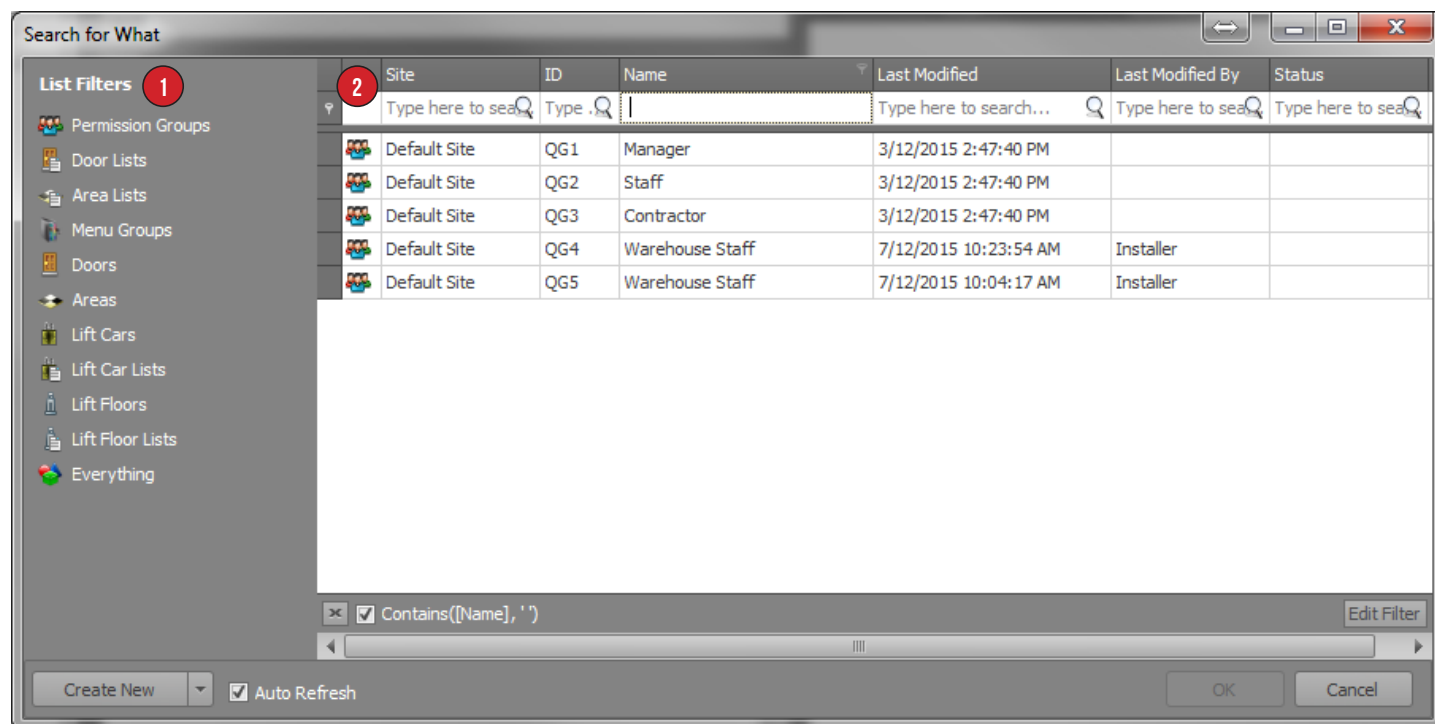 Search for What
List Filters 1
Permission Groups
Door Lists
Area Lists
Menu Groups
Doors
Areas
Lift Cars
Lift Car Lists
Lift Floors
Lift Floor Lists
Everything
2 Site ID Name Last Modified Last Modified By Status
Type here to sea Type . Type here to search... Type here to sea Type here to sea
Default Site QG1 Manager 3/12/2015 2:47:40 PM
Default Site QG2 Staff 3/12/2015 2:47:40 PM
Default Site QG3 Contractor 3/12/2015 2:47:40 PM
Default Site QG4 Warehouse Staff 7/12/2015 10:23:54 AM Installer
Default Site QG5 Warehouse Staff 7/12/2015 10:04:17 AM Installer
Contains([Name], ' ') Edit Filter
Create New Auto Refresh OK Cancel